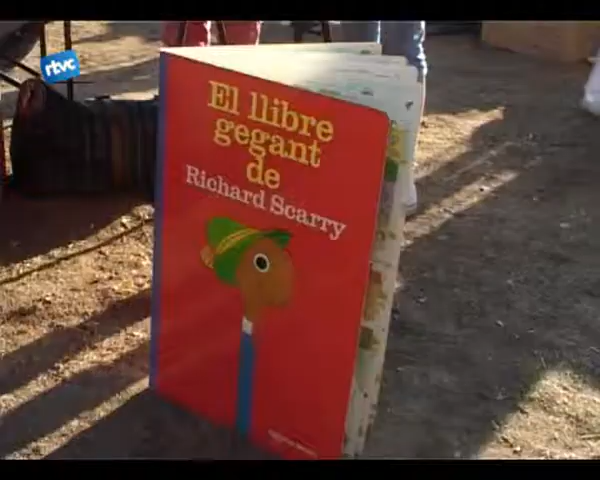 rtvc
El llibre
gegant
de
Richard Scarry